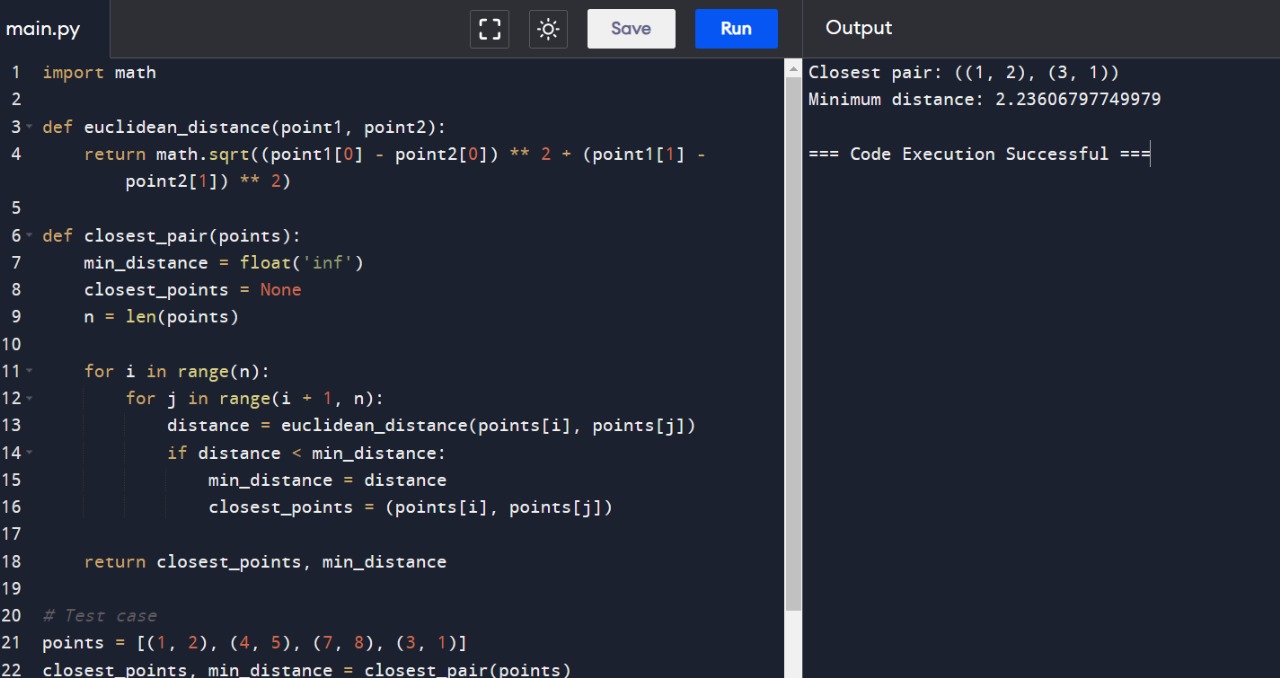 main.py
Save
Run
Output
1 import math
2
3 def euclidean_distance(point1, point2):
4     return math.sqrt((point1[0] - point2[0]) ** 2 + (point1[1] -
        point2[1]) ** 2)
5
6 def closest_pair(points):
7     min_distance = float('inf')
8     closest_points = None
9     n = len(points)
10
11     for i in range(n):
12         for j in range(i + 1, n):
13             distance = euclidean_distance(points[i], points[j])
14             if distance < min_distance:
15                 min_distance = distance
16                 closest_points = (points[i], points[j])
17
18     return closest_points, min_distance
19
20 # Test case
21 points = [(1, 2), (4, 5), (7, 8), (3, 1)]
22 closest_points, min_distance = closest_pair(points)
Closest pair: ((1, 2), (3, 1))
Minimum distance: 2.23606797749979
=== Code Execution Successful ===